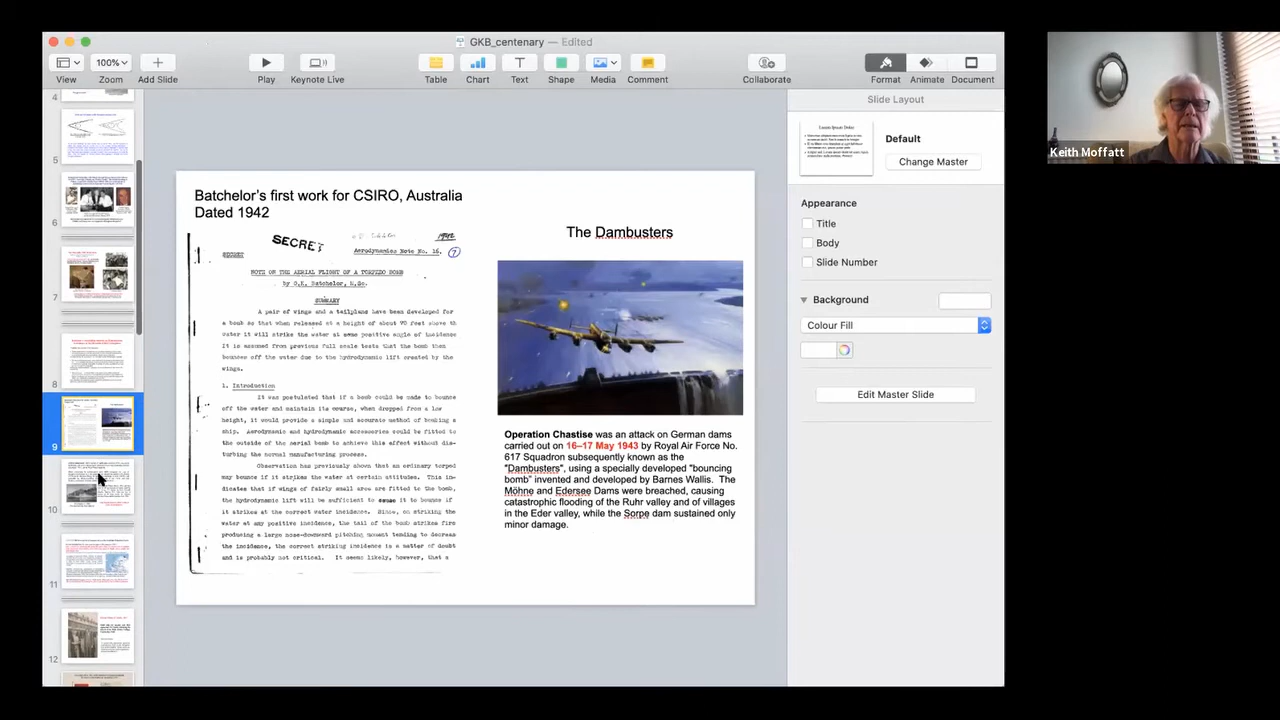 GKB_centenary — Edited
View
100%
Zoom
Add Slide
Play
Keynote Live
Table
Chart
Text
Shape
Media
Comment
Collaborate
Format
Animate
Document
4
5
6
7
8
9
10
11
12
Batchelor's first work for CSIRO, Australia
Dated 1942
SECRET
1942
SECRET
Aerodynamics Note No. 16.
7
NOTE ON THE AERIAL FLIGHT OF A TORPEDO BOMB
by G.K. Batchelor, M.Sc.
SUMMARY
A pair of wings and a tailplane have been developed for
a bomb so that when released at a height of about
water it will strike the water at some positive angle of incidence
It is assumed from previous full scale tests that the bomb then
bounces off the water due to the hydrodynamic lift created by the
wings.
1. Introduction
It was postulated that if a bomb could be made to bounce
off the water and maintain its course, when dropped from a low
height, it would provide a simple and accurate method of bombing a
ship. Aerodynamic and hydrodynamic accessories could be fitted to
the outside of the aerial bomb to achieve this effect without dis-
turbing the normal manufacturing process.
Observation has previously shown that an ordinary torped
may bounce if it strikes the water at certain attitudes. This in-
dicates that if wings of fairly small area are fitted to the bomb,
the hydrodynamic lift will be sufficient to cause it to bounce if
it strikes at the correct water incidence. Since, on striking the
water at any positive incidence, the tail of the bomb strikes firs
producing a large nose-downward pitching moment tending to decreas
the incidence, the correct striking incidence is a matter of doubt
and is probably not critical. It seems likely, however, that a
The Dambusters
Operation Chastise was an attack on German dams
carried out on 16–17 May 1943 by Royal Air Force No.
617 Squadron subsequently known as the
"Dambusters", using a specially developed "bouncing
bomb" invented and developed by Barnes Wallis. The
Möhne and Edersee Dams were breached, causing
catastrophic flooding of the Ruhr valley and of villages
in the Eder valley, while the Sorpe dam sustained only
minor damage.
Slide Layout
Default
Change Master
Appearance
Title
Body
Slide Number
Background
Colour Fill
Edit Master Slide
Keith Moffatt